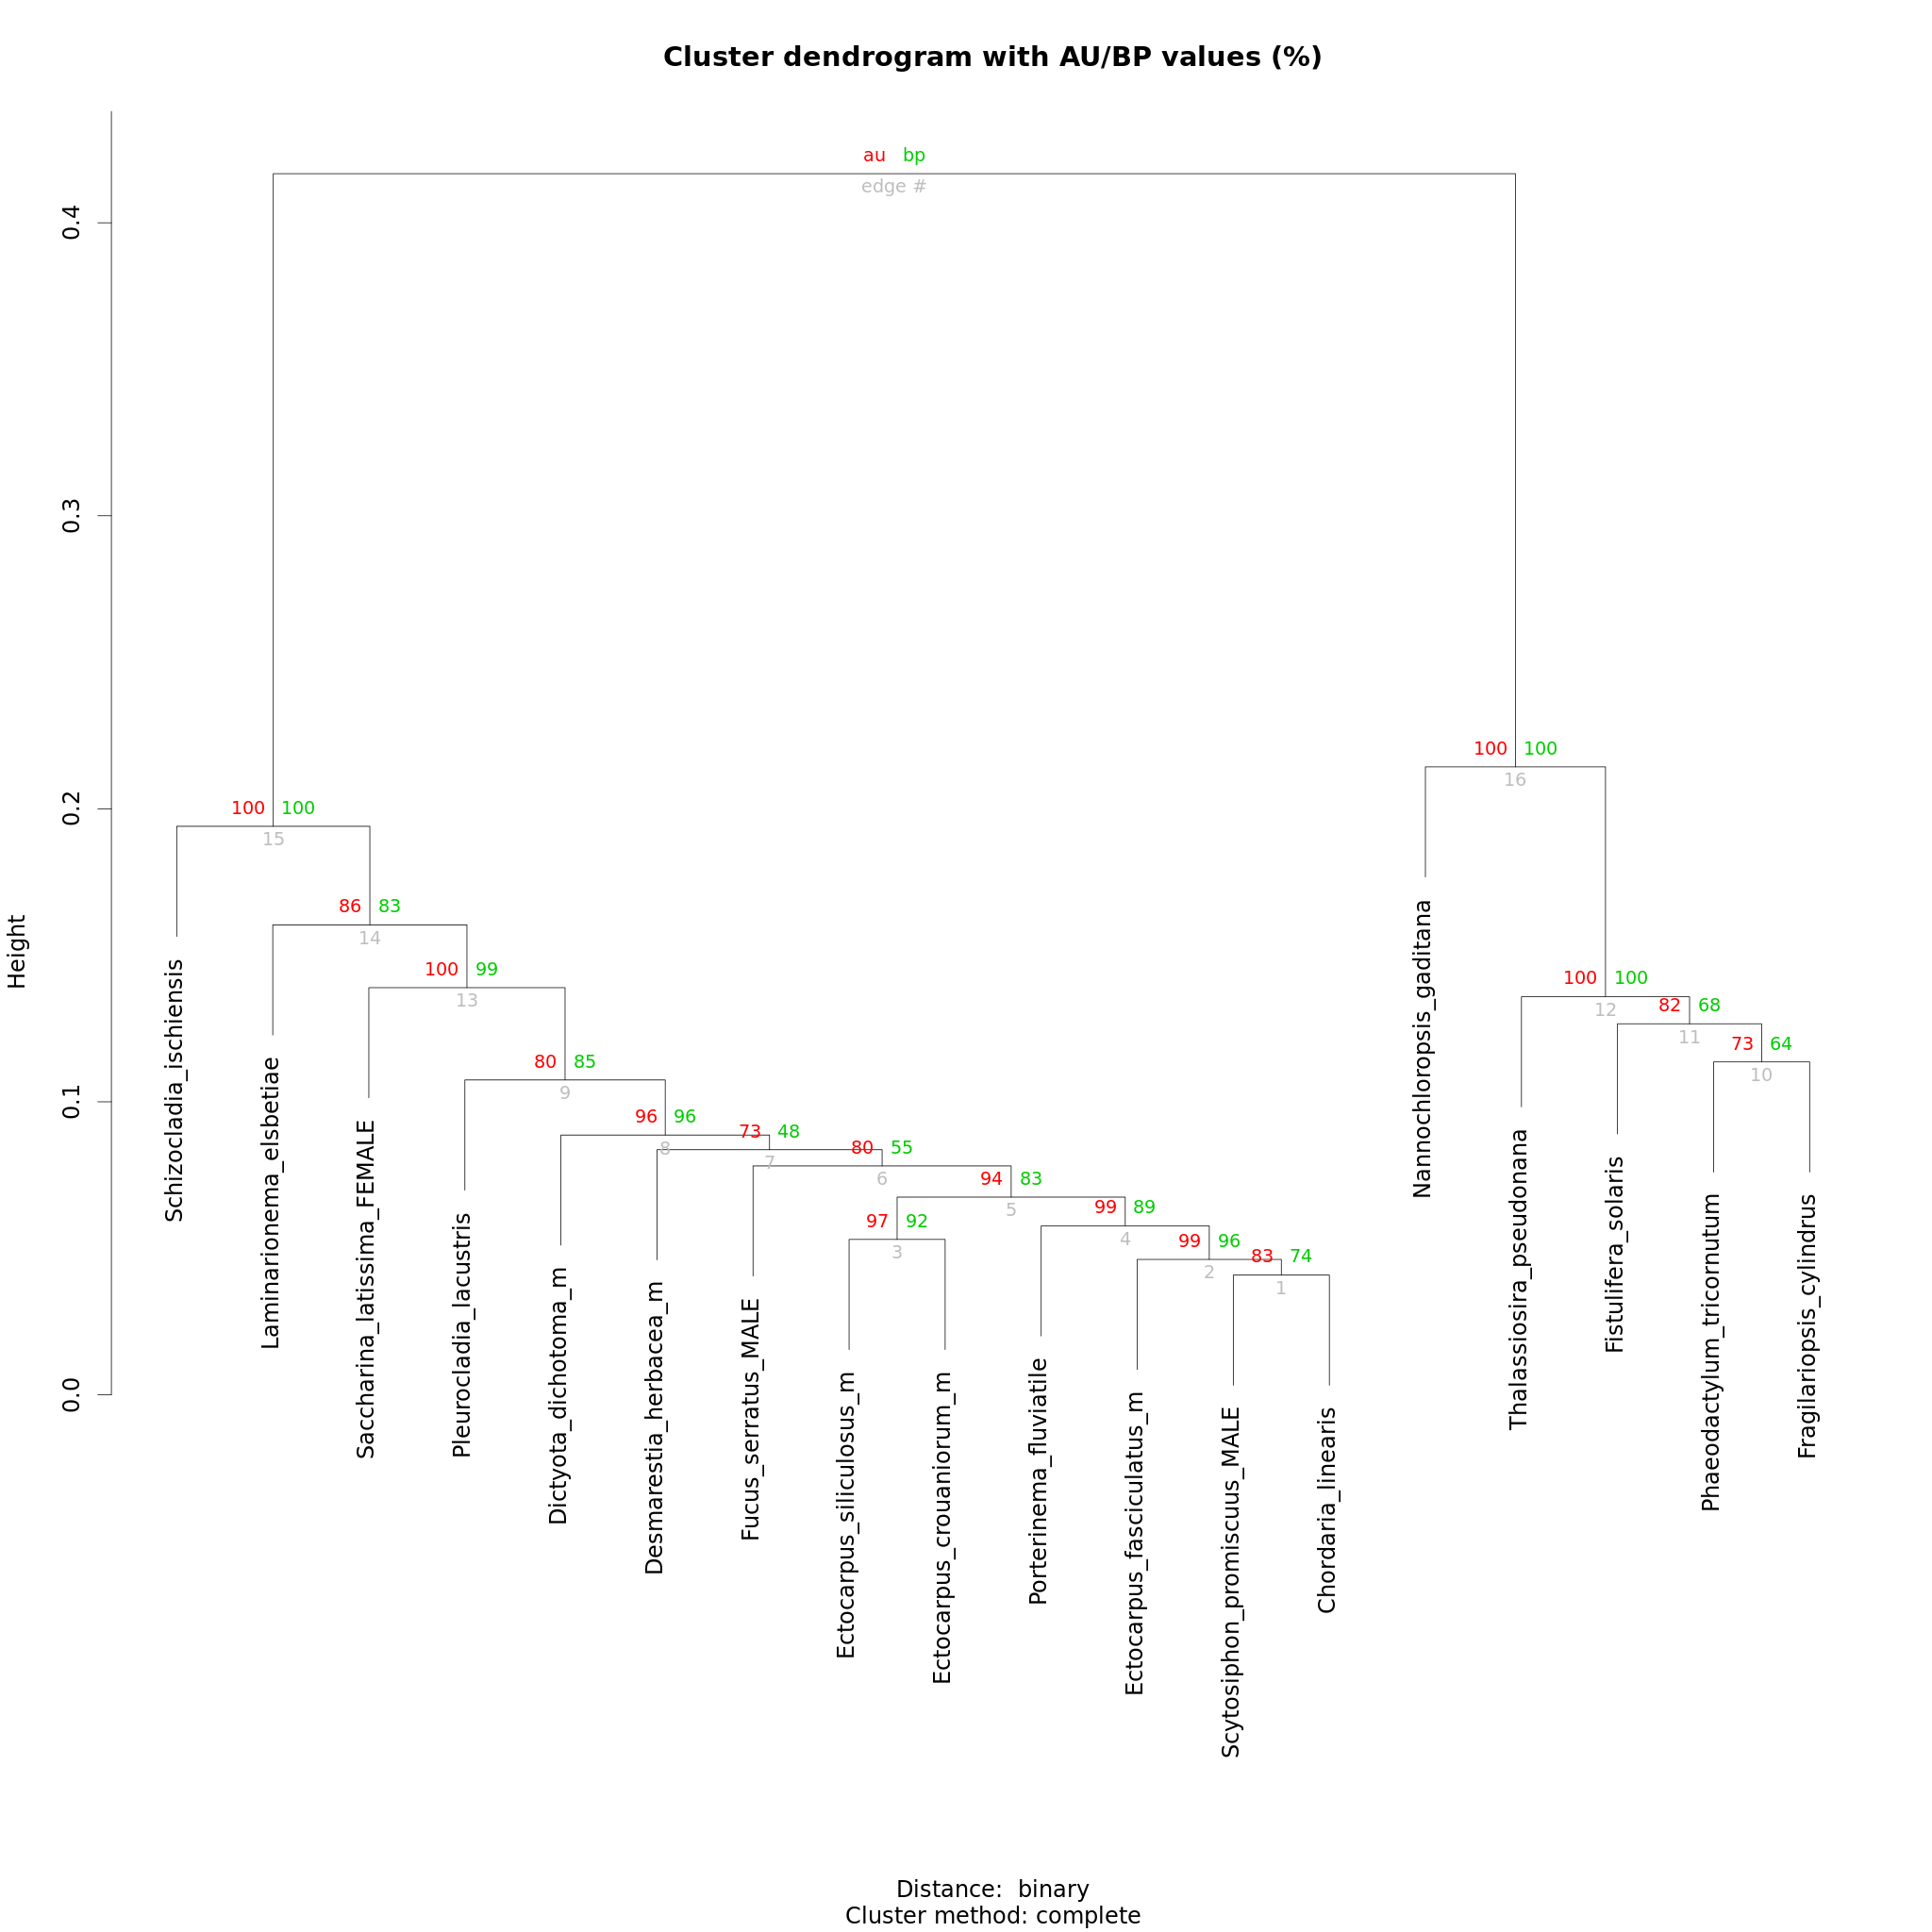 Cluster dendrogram with AU/BP values (%)
au bp
edge #
0.4
0.3
0.2
0.1
0.0
Height
100 100
16
100 100
15
86 83
14
100 99
13
100 100
12
82 68
11
73 64
10
80 85
9
96 96
8
73 48
7
80 55
6
94 83
5
99 89
4
97 92
3
99 96
2
83 74
1
Schizocladia_ischiensis
Laminarionema_elsbetiae
Saccharina_latissima_FEMALE
Pleurocladia_lacustris
Dictyota_dichotoma_m
Desmarestia_herbacea_m
Fucus_serratus_MALE
Ectocarpus_siliculosus_m
Ectocarpus_crouaniorum_m
Porterinema_fluviatile
Ectocarpus_fasciculatus_m
Scytosiphon_promiscuus_MALE
Chordaria_linearis
Nannochloropsis_gaditana
Thalassiosira_pseudonana
Fistulifera_solaris
Phaeodactylum_tricornutum
Fragilariopsis_cylindrus
Distance: binary
Cluster method: complete